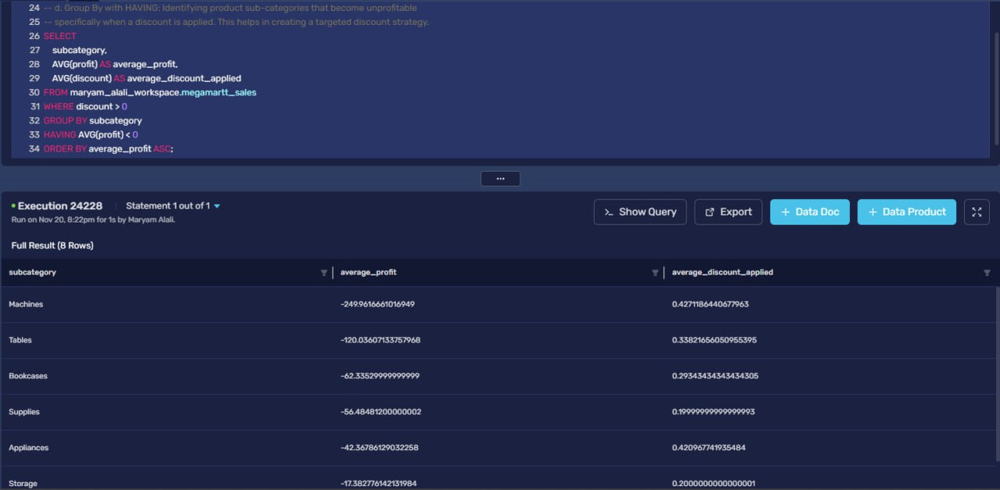 24 -- d. Group By with HAVING: Identifying product sub-categories that become unprofitable
25 -- specifically when a discount is applied. This helps in creating a targeted discount strategy.
26 SELECT
27 subcategory,
28 AVG(profit) AS average_profit,
29 AVG(discount) AS average_discount_applied
30 FROM maryam_alali_workspace.megamartt_sales
31 WHERE discount > 0
32 GROUP BY subcategory
33 HAVING AVG(profit) < 0
34 ORDER BY average_profit ASC;
...
Execution 24228 Statement 1 out of 1
Run on Nov 20, 8:22pm for 1s by Maryam Alali.
>_ Show Query Export + Data Doc + Data Product
Full Result (8 Rows)
subcategory average_profit average_discount_applied
Machines -249.9616661016949 0.4271186440677963
Tables -120.03607133757968 0.33821656050955395
Bookcases -62.33529999999999 0.29343434343434305
Supplies -56.48481200000002 0.19999999999999993
Appliances -42.36786129032258 0.420967741935484
Storage -17.382776142131984 0.2000000000000001